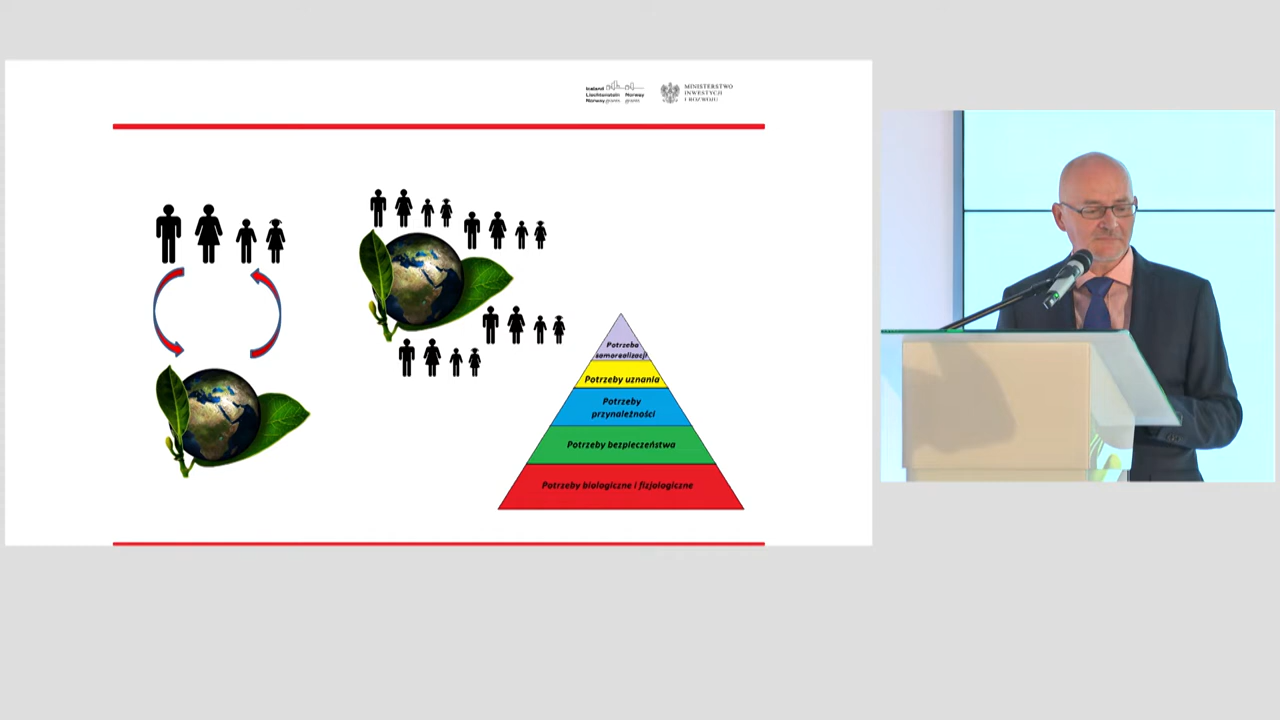 Iceland
Liechtenstein Norway
Norway grants grants
MINISTERSTWO
INWESTYCJI
I ROZWOJU
Potrzeba
samorealizacji
Potrzeby uznania
Potrzeby
przynależności
Potrzeby bezpieczeństwa
Potrzeby biologiczne i fizjologiczne